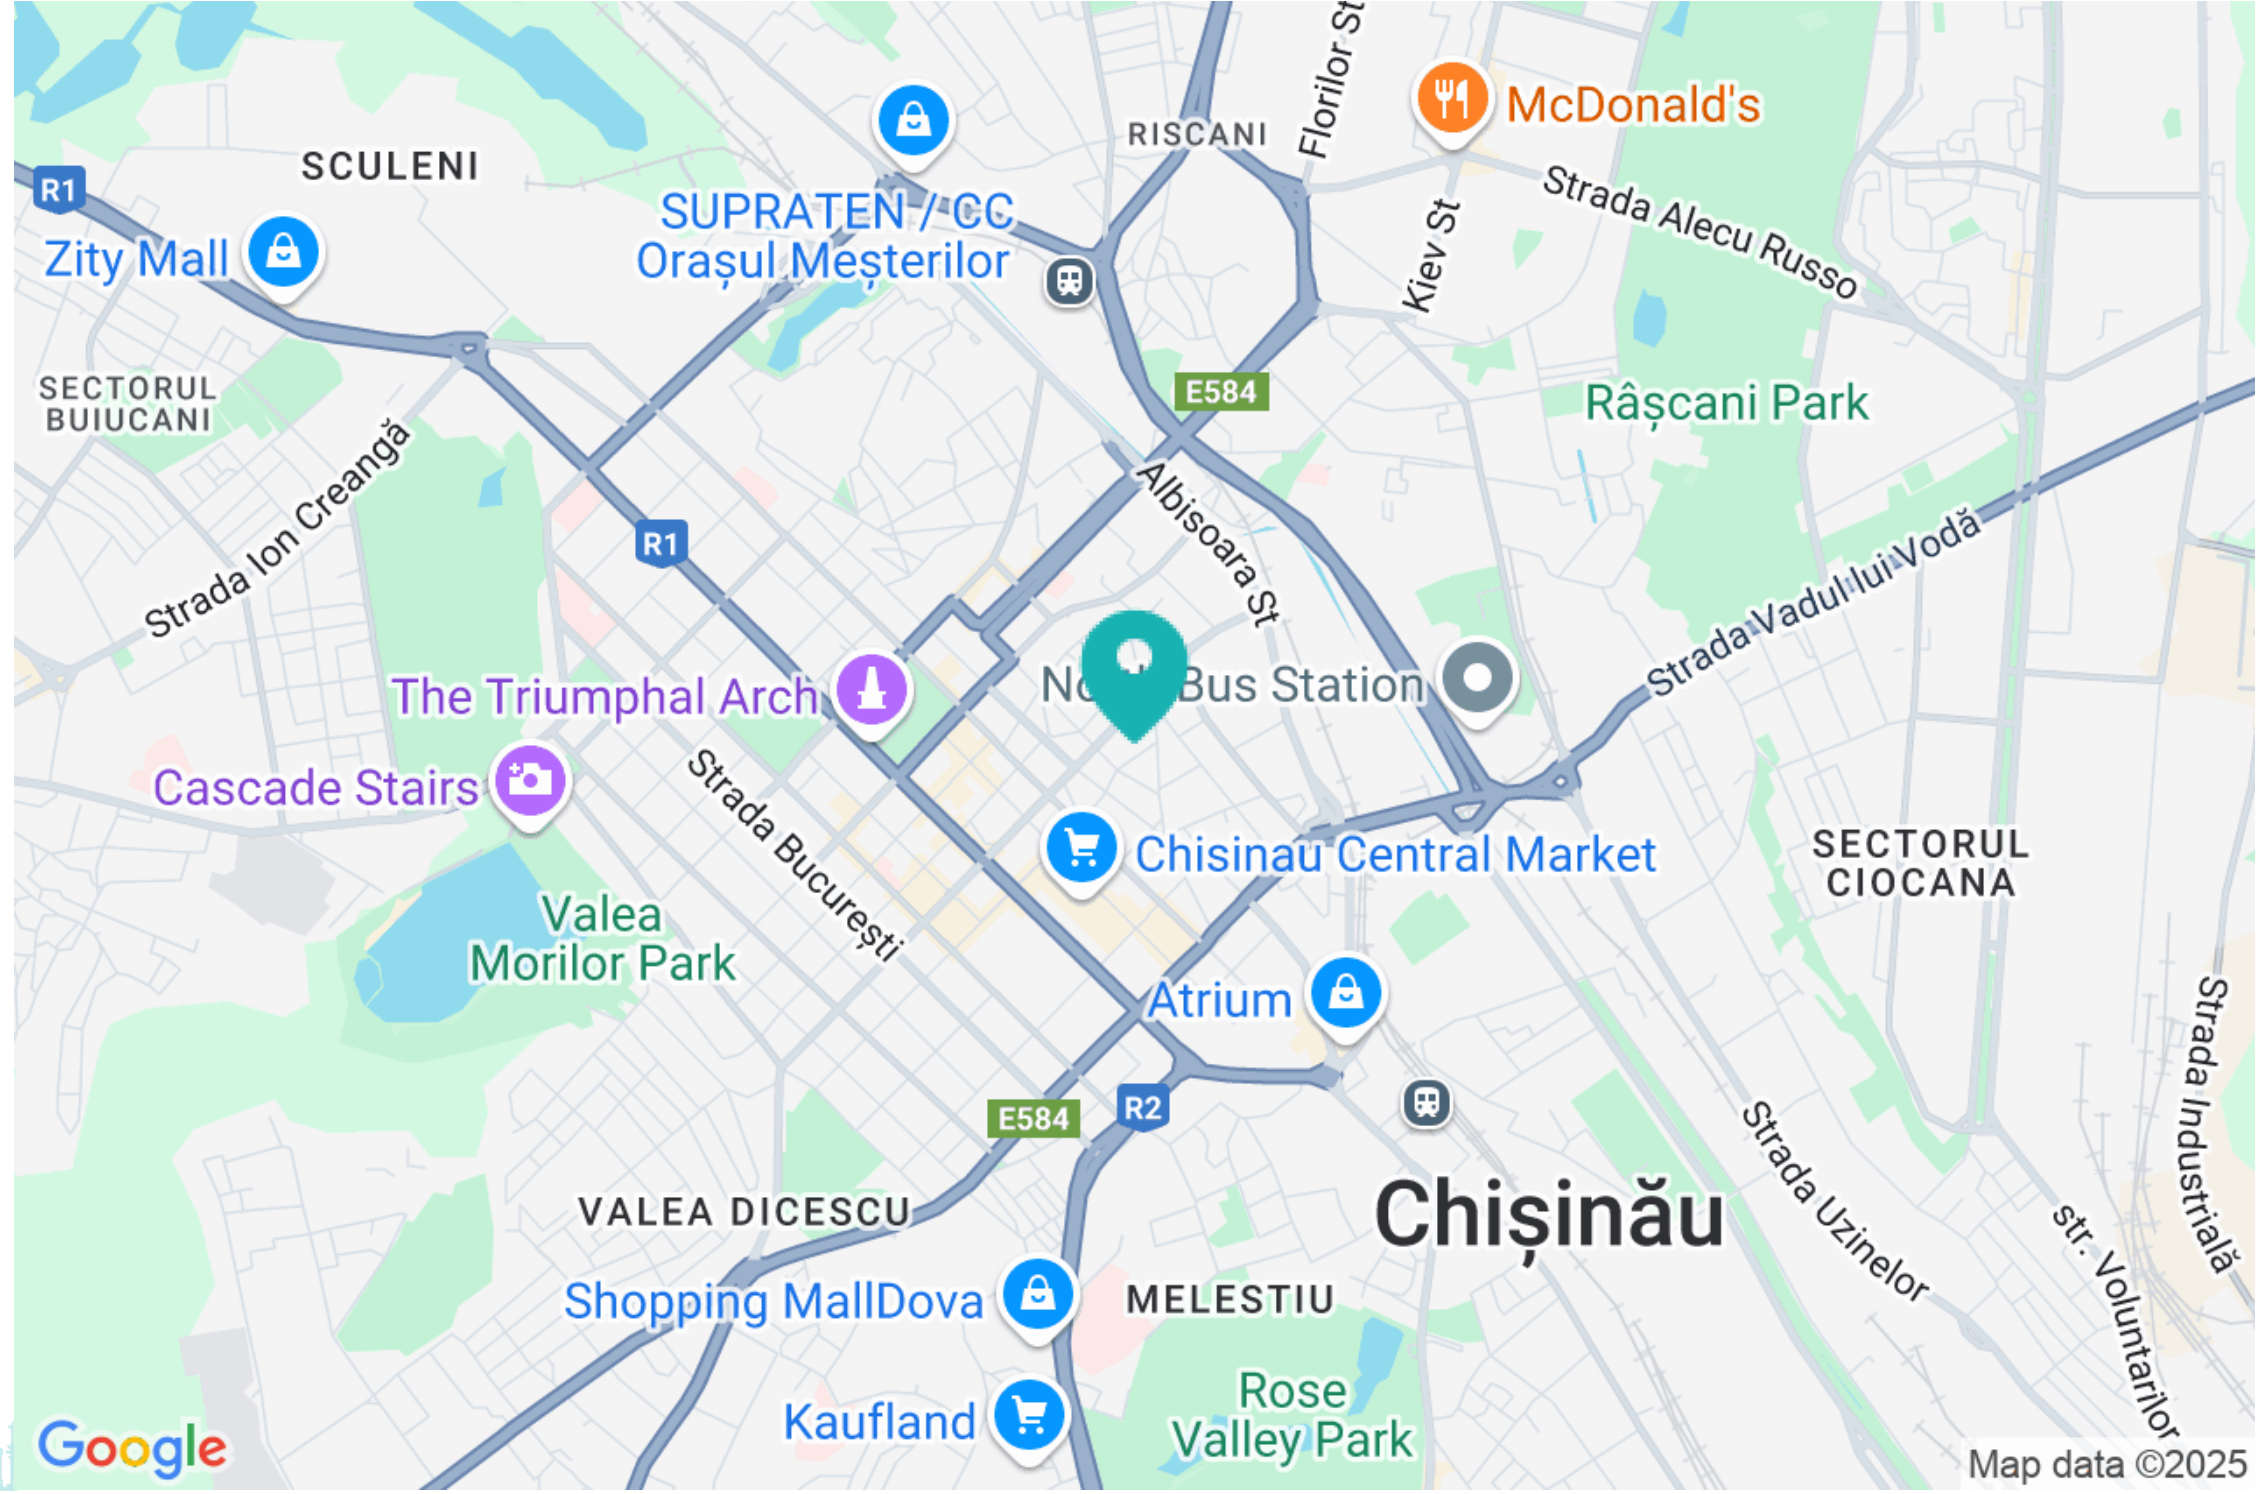 Florilor St
McDonald's
RISCANI
SCULENI
R1
SUPRATEN / CC
Orașul Meșterilor
Strada Alecu Russo
Zity Mall
Kiev St
SECTORUL
BUIUCANI
E584
Râșcani Park
Strada Ion Creangă
Albisoara St
R1
Strada Vadul lui Vodă
The Triumphal Arch
Bus Station
Cascade Stairs
Strada București
Chisinau Central Market
SECTORUL
CIOCANA
Valea
Morilor Park
Atrium
Strada Industrială
E584
R2
Strada Uzinelor
VALEA DICESCU
Chișinău
str. Voluntarilor
Shopping MallDova
MELESTIU
Rose
Valley Park
Kaufland
Google
Map data ©2025